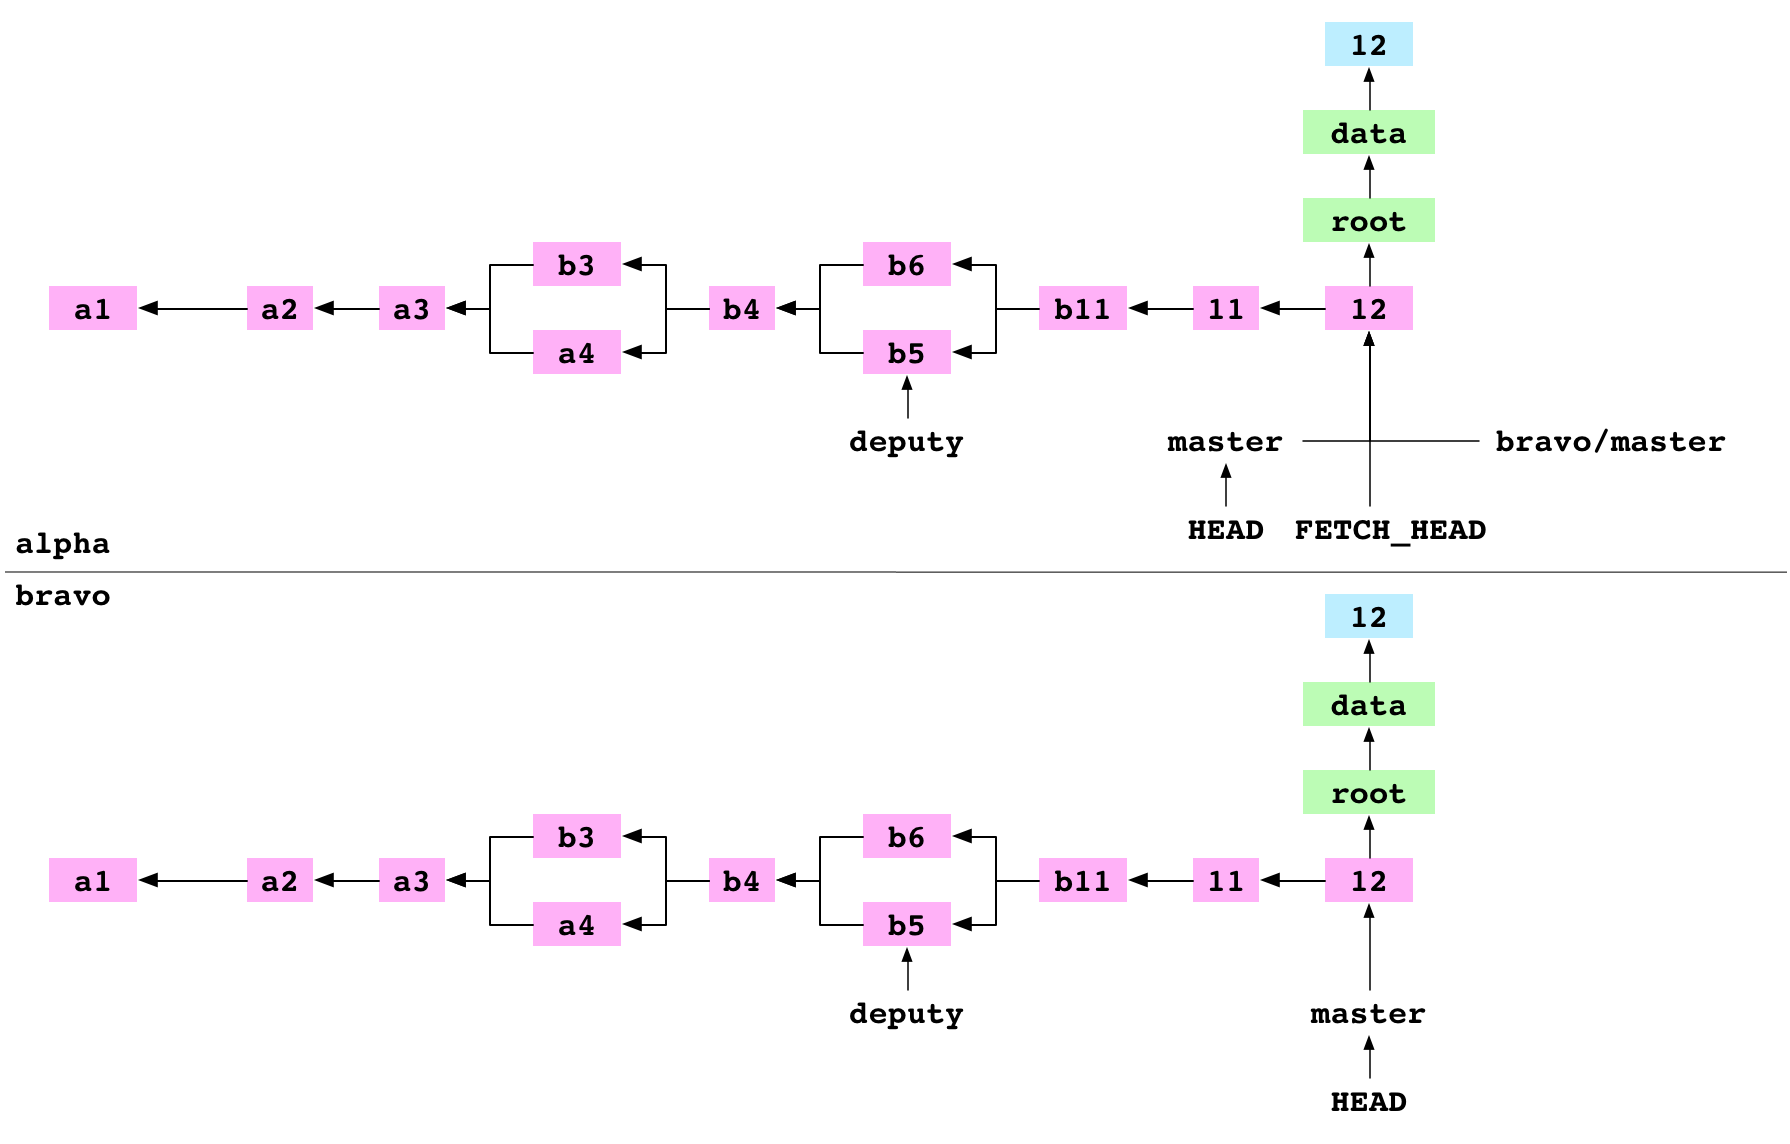 12
data
root
b3 b6
a1 a2 a3 b4 b11 11 12
a4 b5
deputy master bravo/master
HEAD FETCH_HEAD
alpha
bravo
12
data
root
b3 b6
a1 a2 a3 b4 b11 11 12
a4 b5
deputy master
HEAD